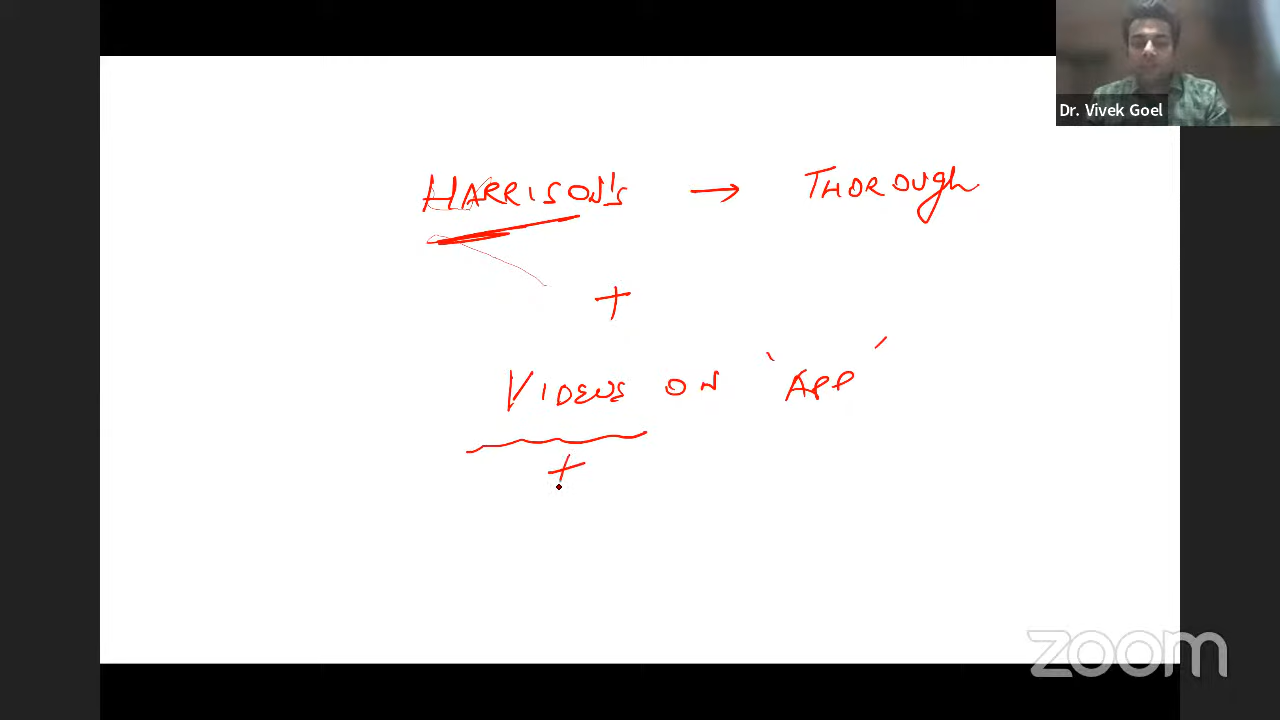 Dr. Vivek Goel
HARRISON'S → THOROUGH
+
VIDEOS ON 'APP'
+
zoom